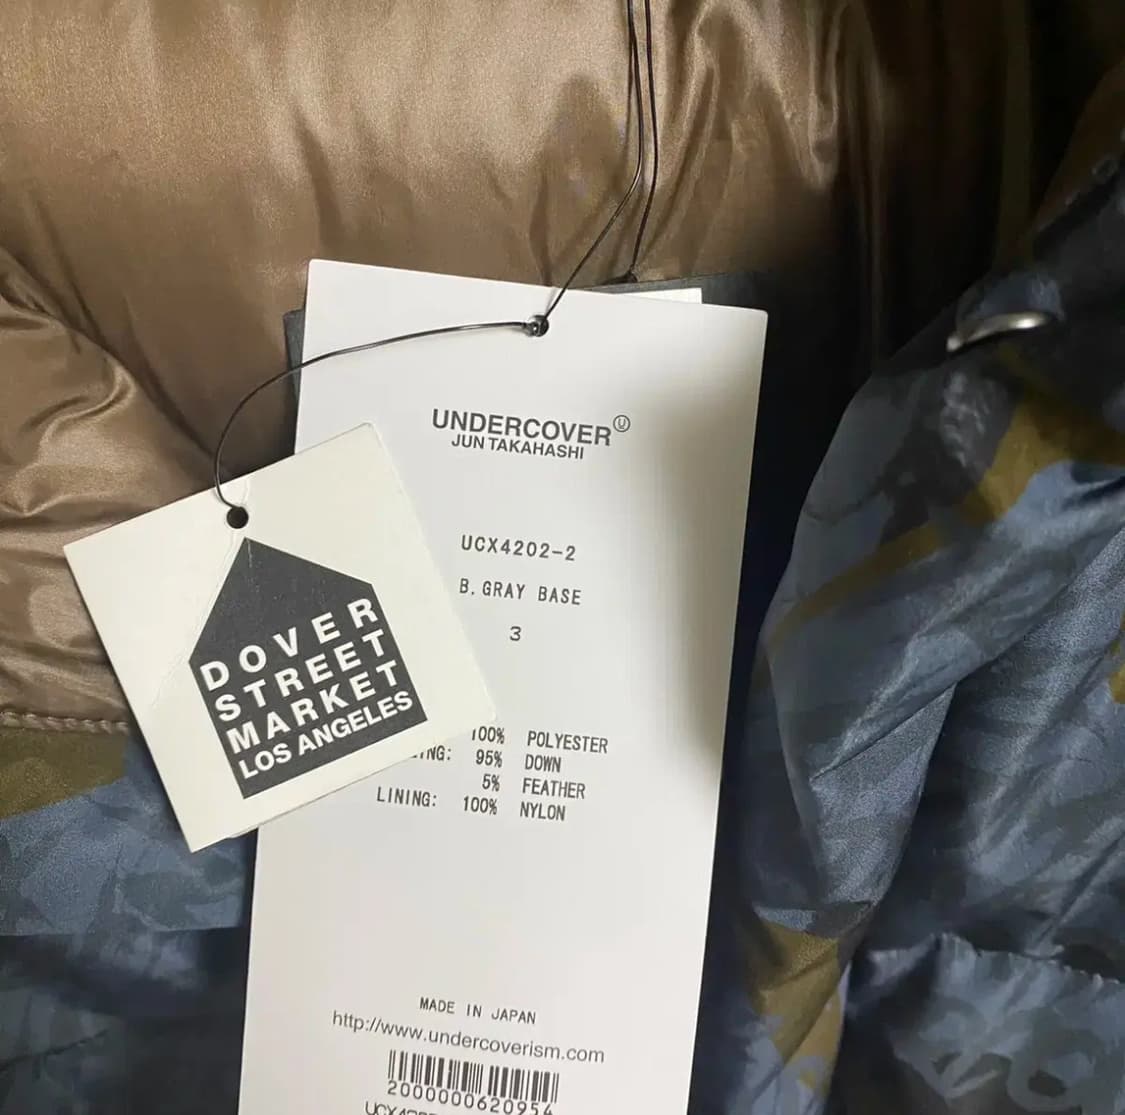 UNDERCOVER Ⓤ
JUN TAKAHASHI
UCX4202-2
B. GRAY BASE
3
DOVER
STREET
MARKET
LOS ANGELES
100% POLYESTER
95% DOWN
5% FEATHER
LINING: 100% NYLON
MADE IN JAPAN
http://www.undercoverism.com
2000000620954